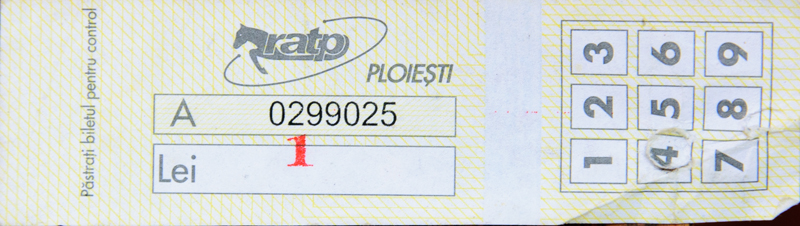 Păstrați biletul pentru control
ratp
PLOIEȘTI
A 0299025
1
Lei
3 6 9
2 5 8
1 4 7